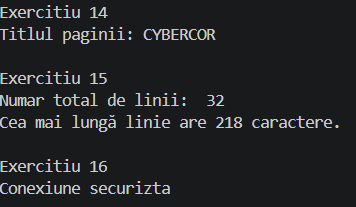 Exercitiu 14
Titlul paginii: CYBERCOR
Exercitiu 15
Numar total de linii:  32
Cea mai lungă linie are 218 caractere.
Exercitiu 16
Conexiune securizta